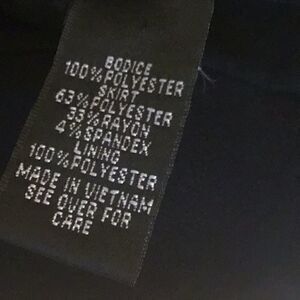 BODICE
100% POLYESTER
SKIRT
63% POLYESTER
33% RAYON
4% SPANDEX
LINING
100% POLYESTER
MADE IN VIETNAM
SEE OVER FOR
CARE